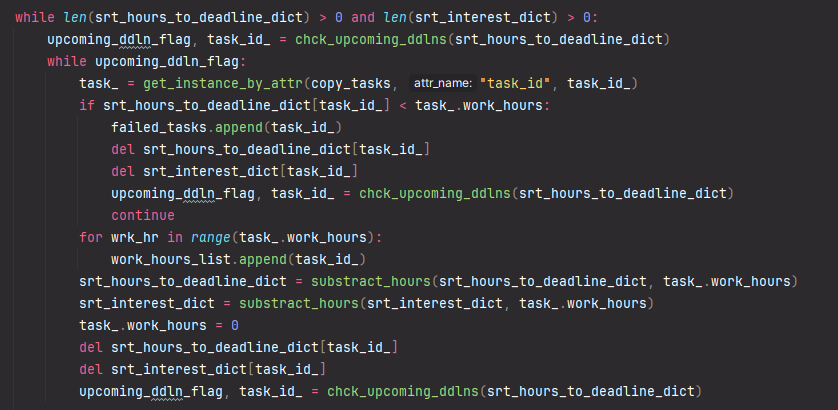 while len(srt_hours_to_deadline_dict) > 0 and len(srt_interest_dict) > 0:
    upcoming_ddln_flag, task_id_ = chck_upcoming_ddlns(srt_hours_to_deadline_dict)
    while upcoming_ddln_flag:
        task_ = get_instance_by_attr(copy_tasks, attr_name: "task_id", task_id_)
        if srt_hours_to_deadline_dict[task_id_] < task_.work_hours:
            failed_tasks.append(task_id_)
            del srt_hours_to_deadline_dict[task_id_]
            del srt_interest_dict[task_id_]
            upcoming_ddln_flag, task_id_ = chck_upcoming_ddlns(srt_hours_to_deadline_dict)
            continue
        for wrk_hr in range(task_.work_hours):
            work_hours_list.append(task_id_)
        srt_hours_to_deadline_dict = substract_hours(srt_hours_to_deadline_dict, task_.work_hours)
        srt_interest_dict = substract_hours(srt_interest_dict, task_.work_hours)
        task_.work_hours = 0
        del srt_hours_to_deadline_dict[task_id_]
        del srt_interest_dict[task_id_]
        upcoming_ddln_flag, task_id_ = chck_upcoming_ddlns(srt_hours_to_deadline_dict)